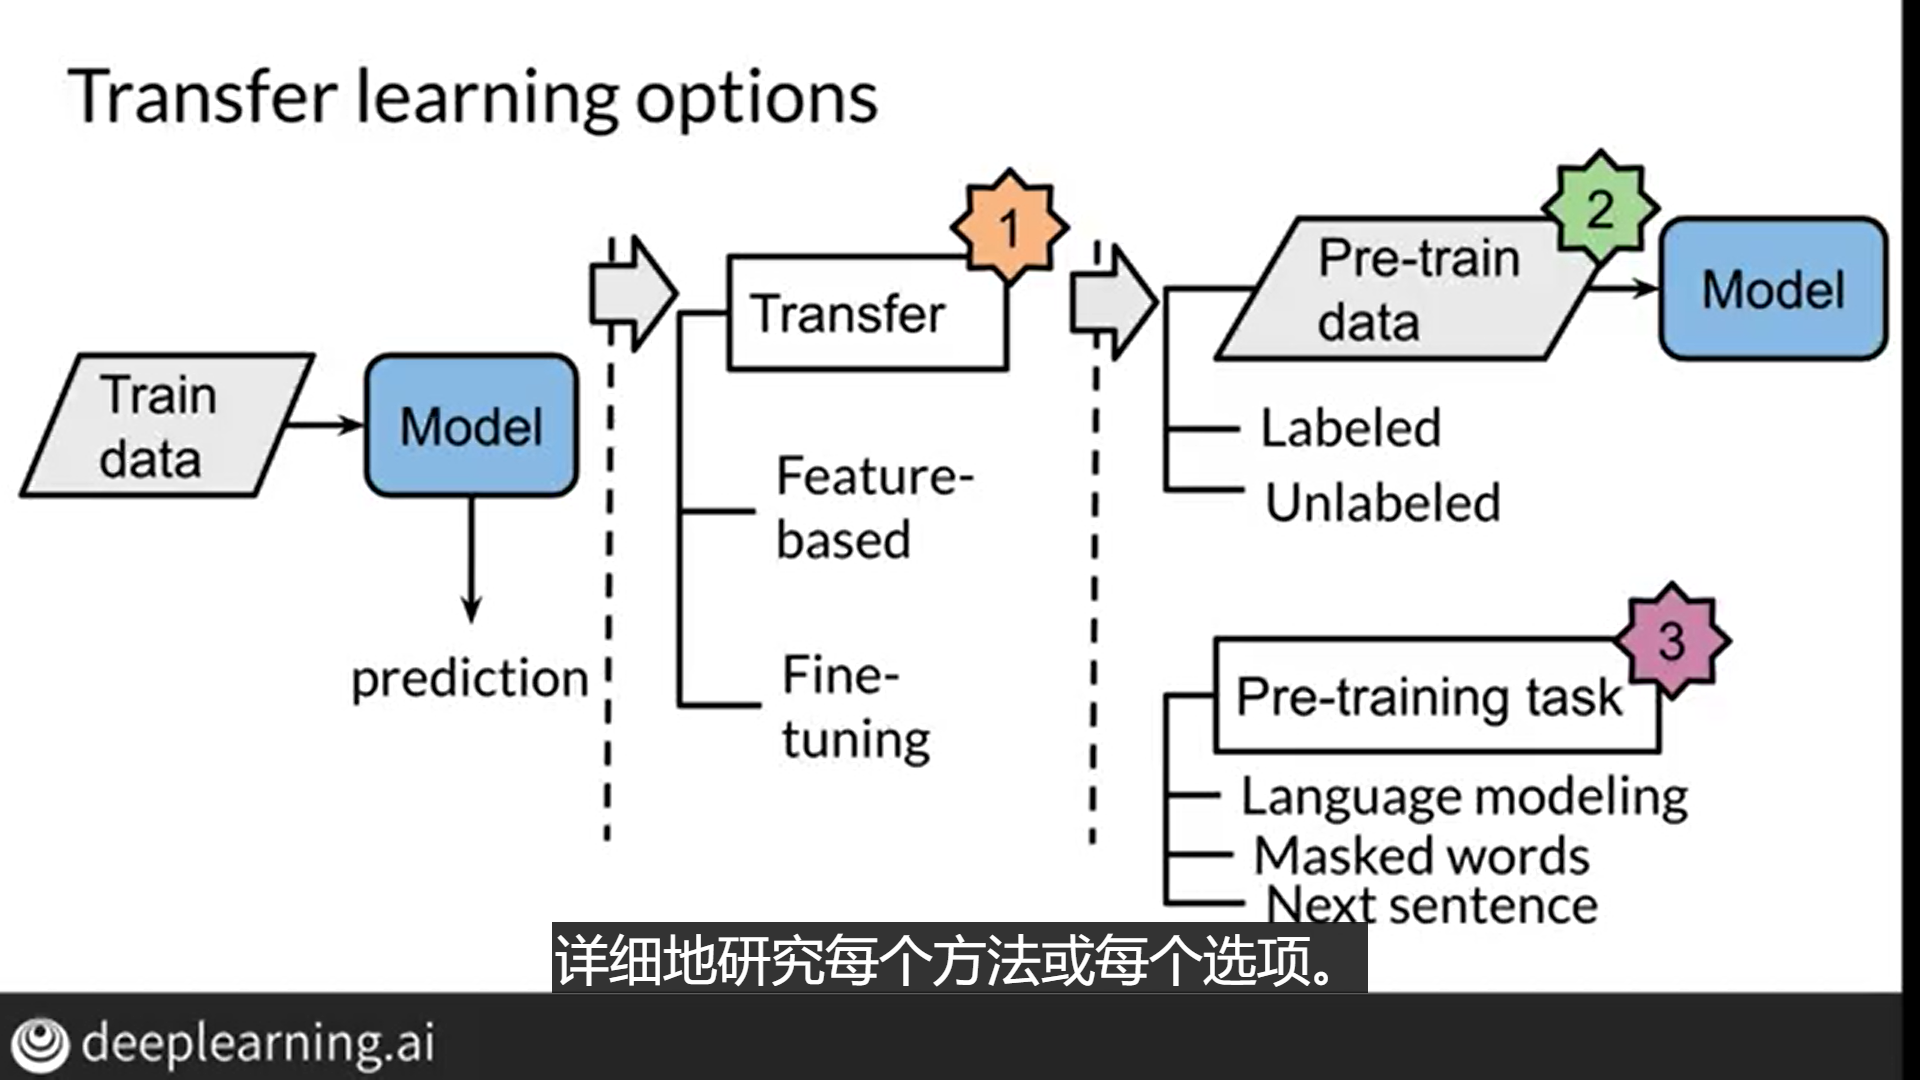 Transfer learning options
Train
data
Model
prediction
1
Transfer
Feature-
based
Fine-
tuning
2
Pre-train
data
Model
Labeled
Unlabeled
3
Pre-training task
Language modeling
Masked words
Next sentence
详细地研究每个方法或每个选项。
deeplearning.ai